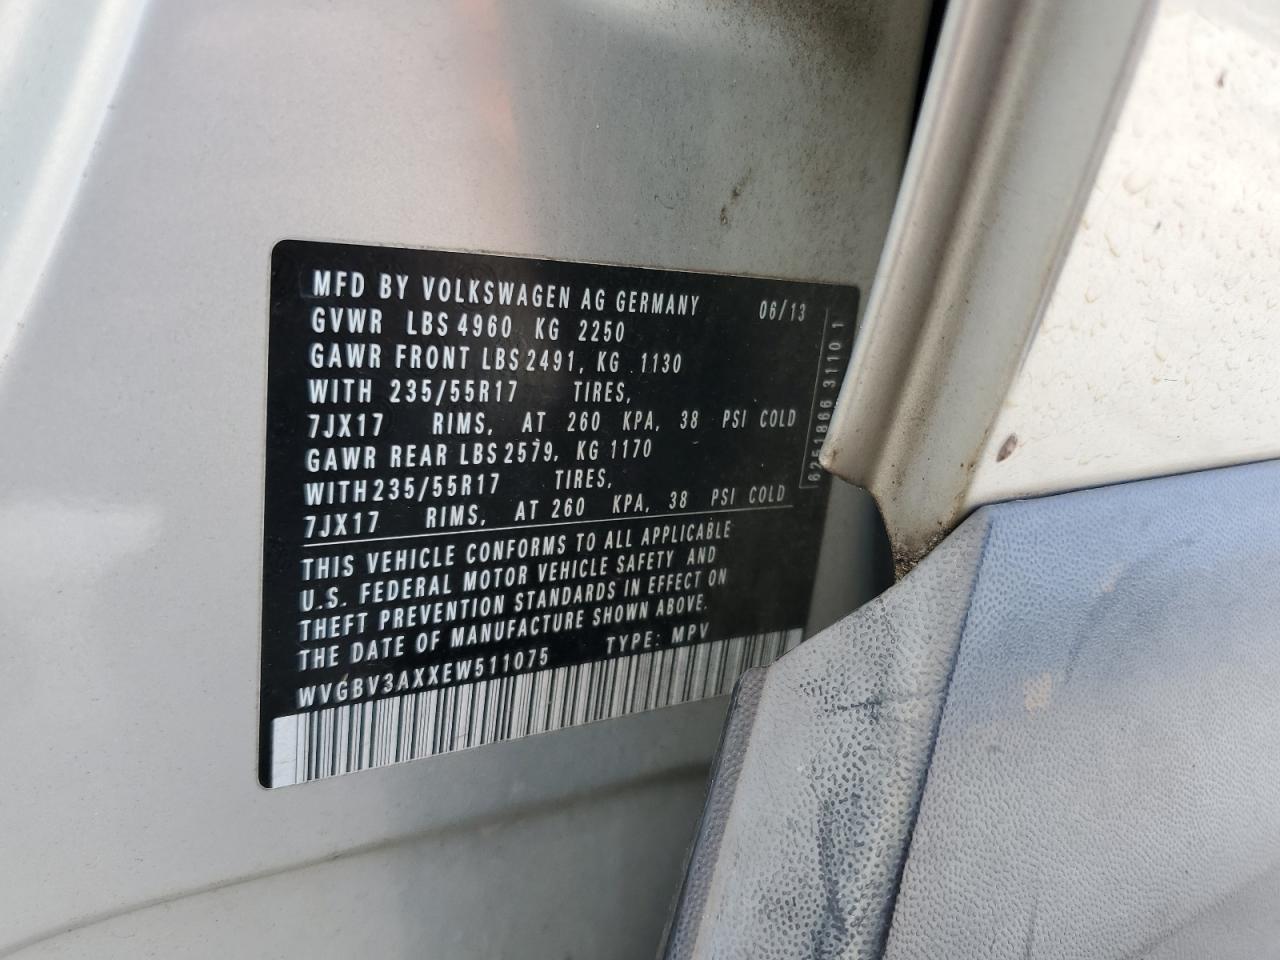 MFD BY VOLKSWAGEN AG GERMANY 06/13
GVWR LBS 4960 KG 2250
GAWR FRONT LBS 2491, KG 1130
WITH 235/55R17 TIRES,
7JX17 RIMS, AT 260 KPA, 38 PSI COLD
GAWR REAR LBS 2579, KG 1170
WITH 235/55R17 TIRES,
7JX17 RIMS, AT 260 KPA, 38 PSI COLD
THIS VEHICLE CONFORMS TO ALL APPLICABLE
U.S. FEDERAL MOTOR VEHICLE SAFETY AND
THEFT PREVENTION STANDARDS IN EFFECT ON
THE DATE OF MANUFACTURE SHOWN ABOVE.
WVGBV3AXXEW511075 TYPE: MPV
6251866 3110 1